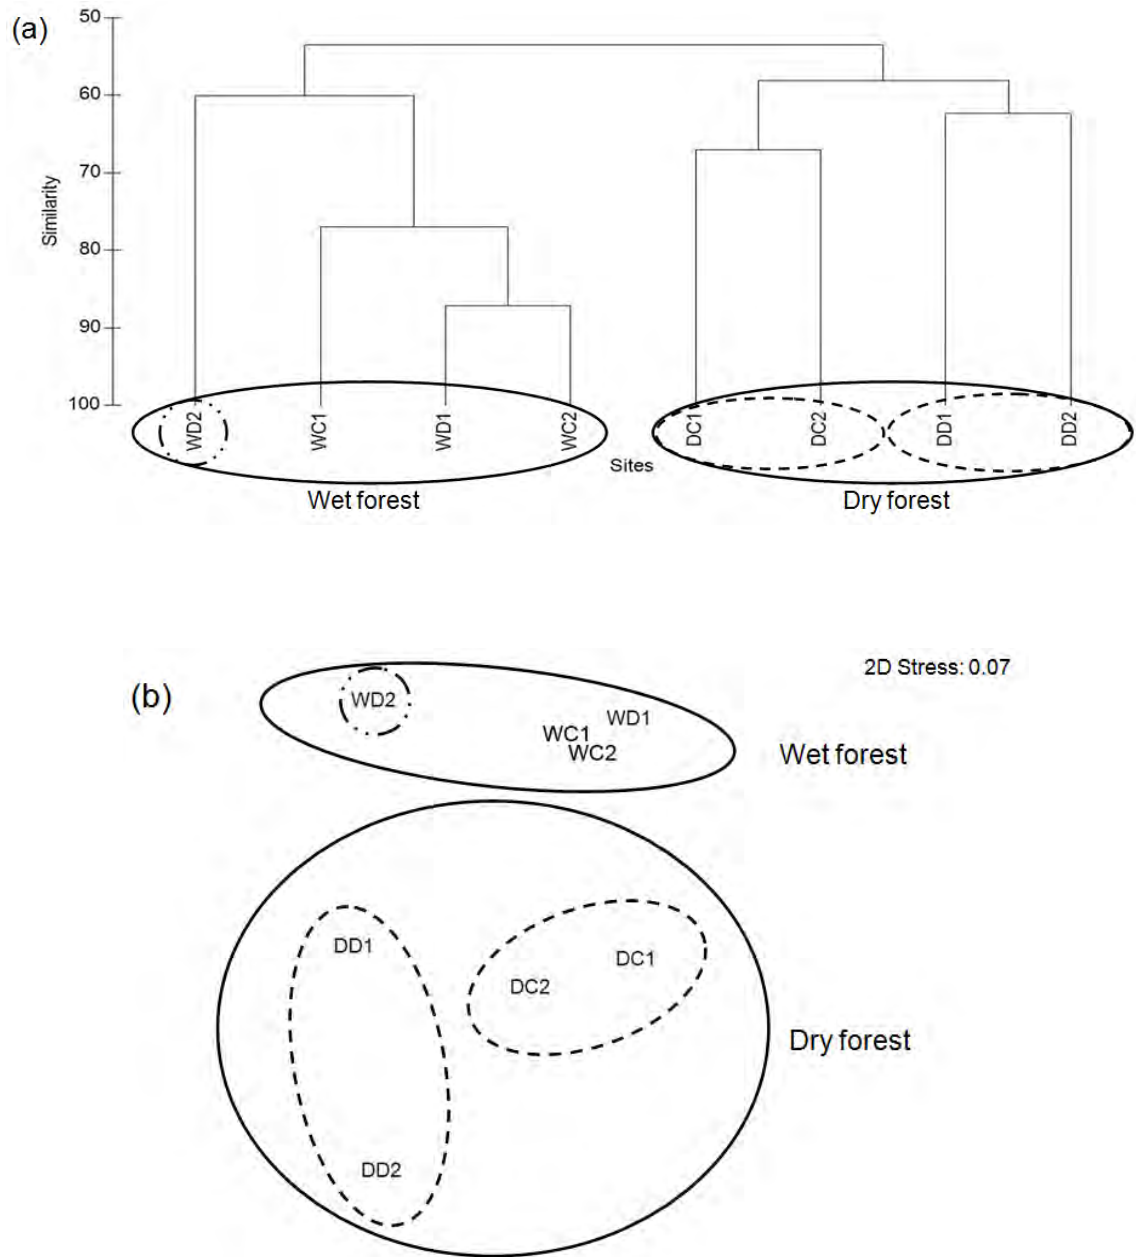 (a)
50
60
70
80
90
100
Similarity
WD2 WC1 WD1 WC2 DC1 DC2 DD1 DD2
Sites
Wet forest Dry forest
(b)
2D Stress: 0.07
WD2
WD1
WC1
WC2
Wet forest
DD1
DC1
DC2
Dry forest
DD2